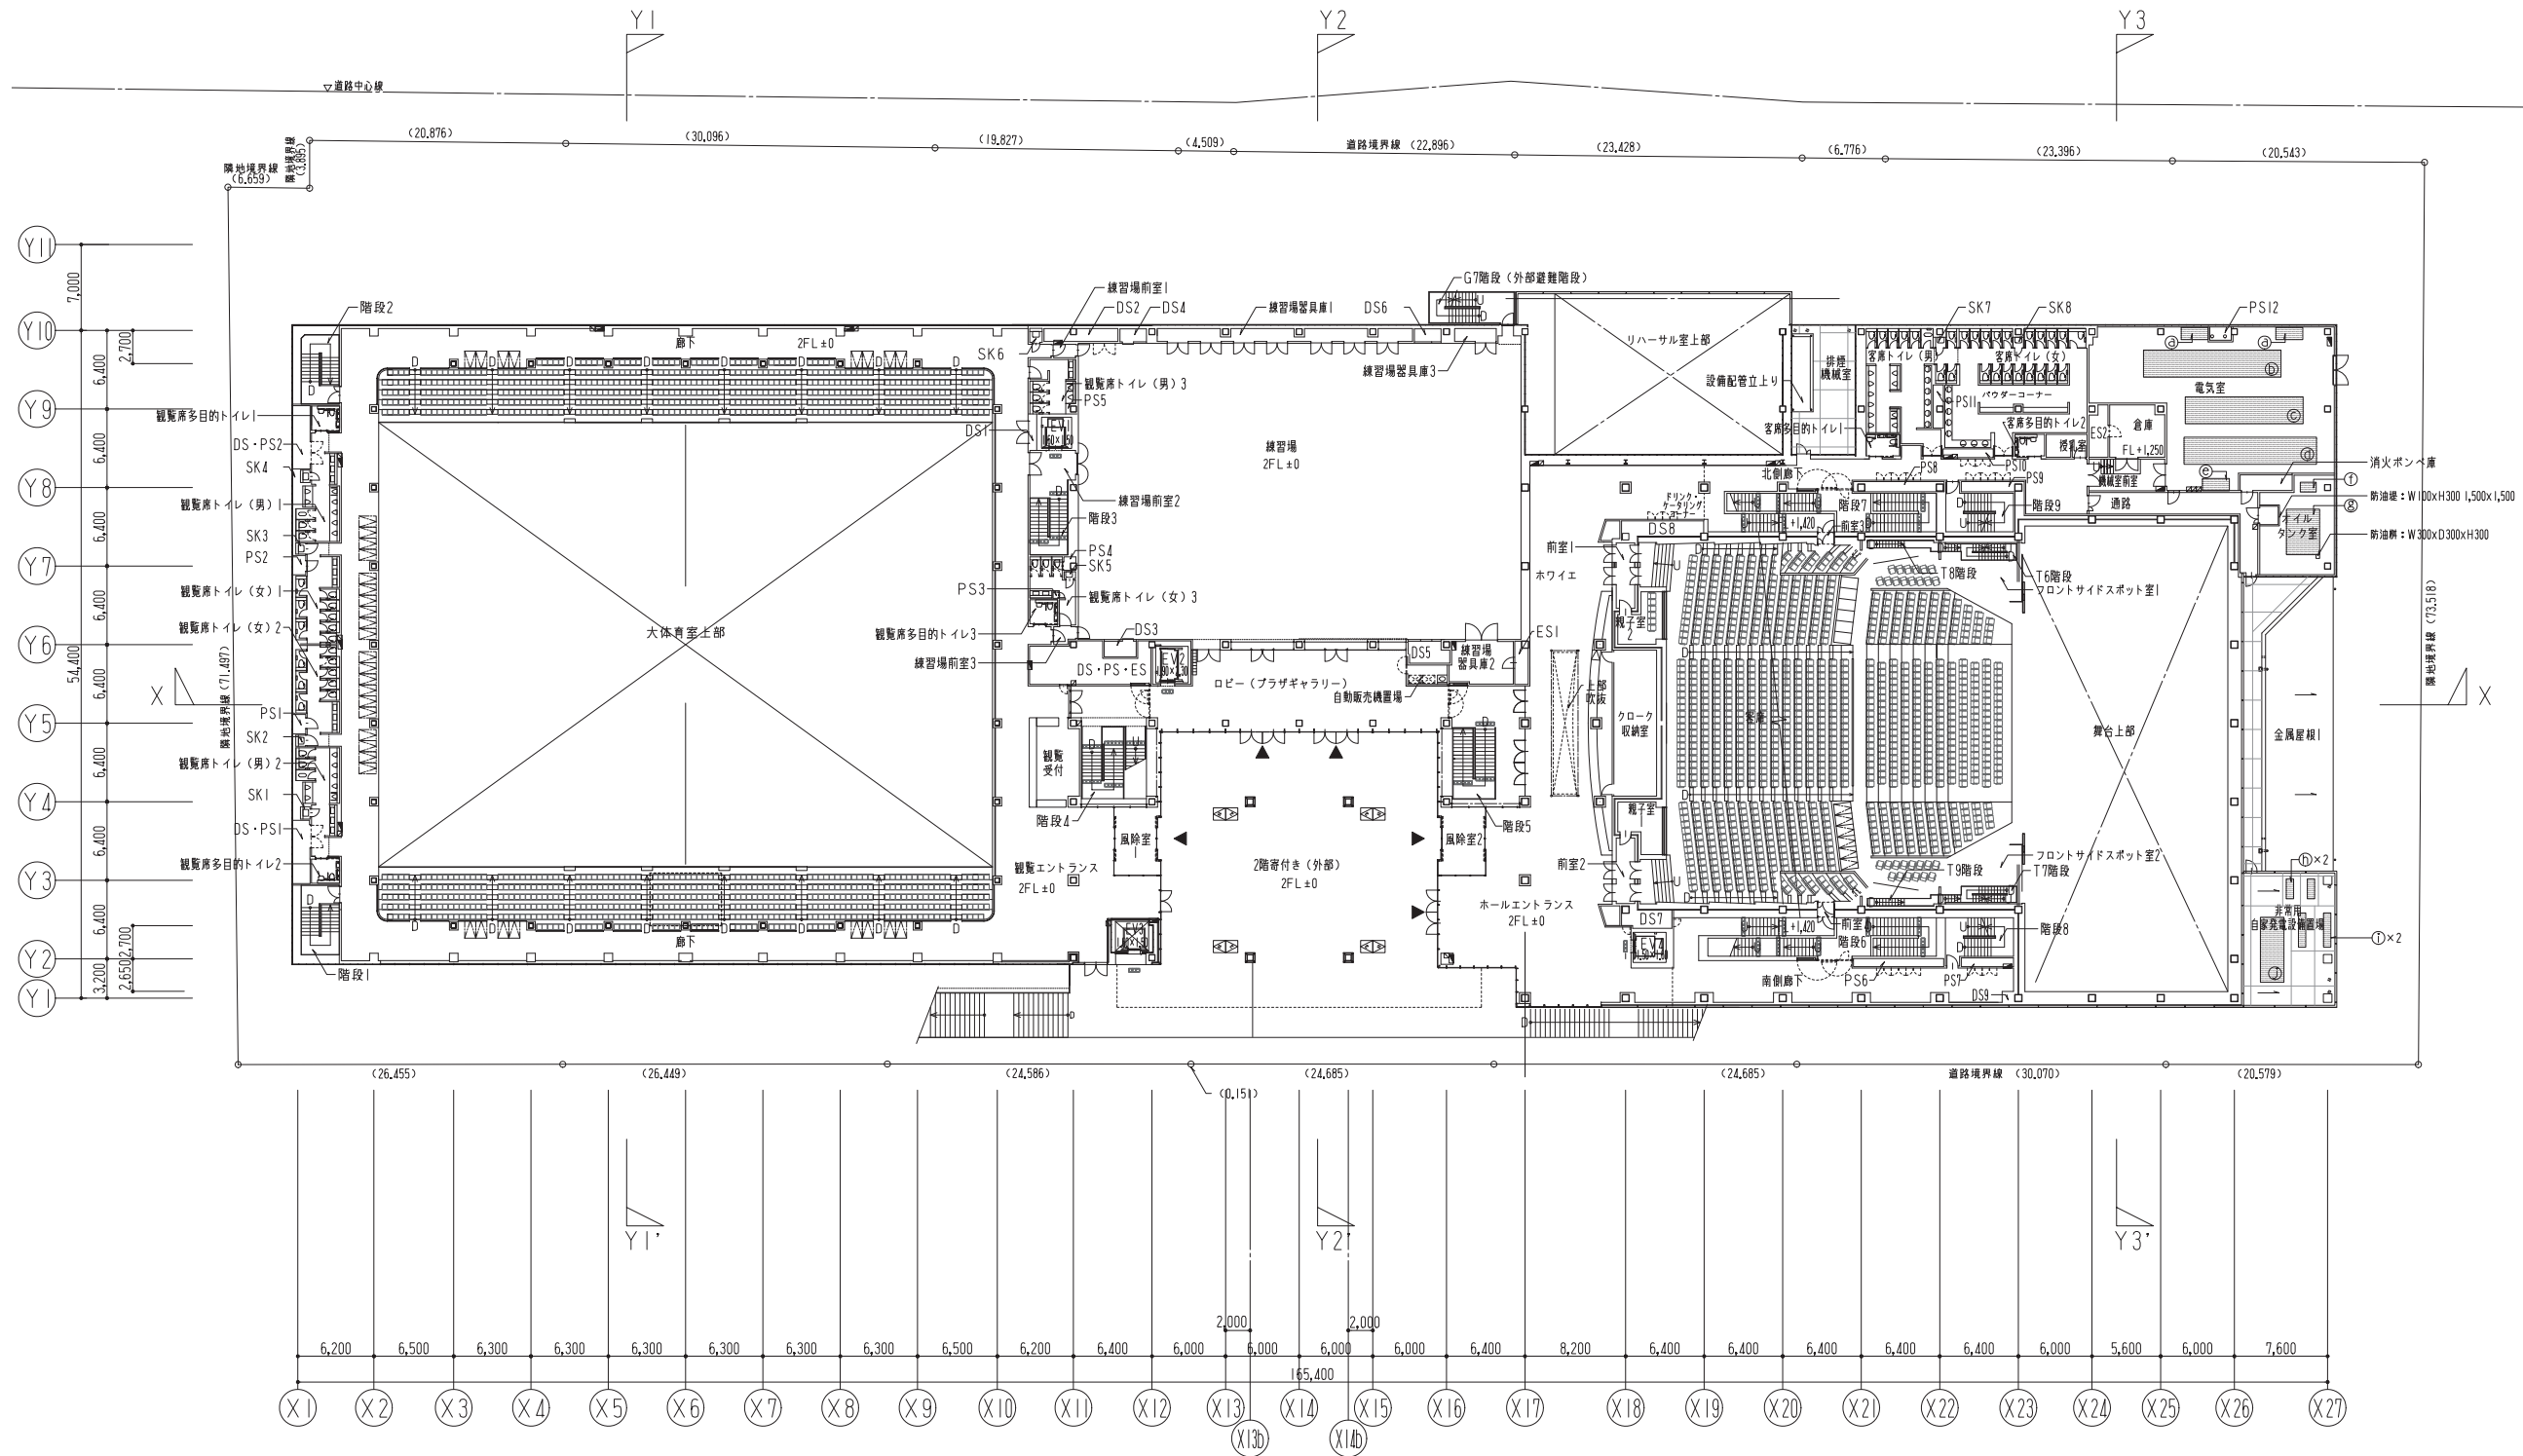 Y1
Y2
Y3
▽道路中心線
(20.876)
(30.096)
(19.827)
(4.509)
道路境界線 (22.896)
(23.428)
(6.776)
(23.396)
(20.543)
隣地境界線
(3.895)
隣地境界線
(6.659)
Y11
Y10
Y9
Y8
Y7
Y6
Y5
Y4
Y3
Y2
Y1
7,000
6,400
6,400
6,400
6,400
6,400
6,400
6,400
6,400
6,400
3,200
54,400
2,700
2,700
2,650
隣地境界線 (71.497)
隣地境界線 (73.518)
X
X
階段2
観覧席多目的トイレ1
DS・PS2
SK4
観覧席トイレ(男)1
SK3
PS2
観覧席トイレ(女)1
観覧席トイレ(女)2
PS1
SK2
観覧席トイレ(男)2
SK1
DS・PS1
観覧席多目的トイレ2
階段1
廊下
2FL±0
大体育室上部
廊下
SK6
練習場前室1
DS2
DS4
練習場器具庫1
DS6
G7階段(外部避難階段)
練習場器具庫3
観覧席トイレ(男)3
PS5
DS1
EV1
練習場前室2
階段3
PS4
SK5
PS3
観覧席トイレ(女)3
観覧席多目的トイレ3
練習場前室3
練習場
2FL±0
DS3
DS・PS・ES
EV2
ロビー(プラザギャラリー)
DS5
練習場
器具庫2
自動販売機置場
ES1
観覧
受付
階段4
風除室
1
観覧エントランス
2FL±0
2階寄付き(外部)
2FL±0
階段5
風除室2
ホールエントランス
2FL±0
リハーサル室上部
設備配管立上り
排煙
機械室
客席トイレ(男)
SK7
SK8
客席トイレ(女)
パウダーコーナー
PS11
客席多目的トイレ1
客席多目的トイレ2
授乳室
PS10
PS8
PS9
ES2
倉庫
FL+1,250
機械室前室
通路
電気室
PS12
ⓐ
ⓐ
ⓑ
ⓒ
ⓓ
ⓔ
消火ボンベ庫
ⓕ
防油堤:W100xH300 1,500x1,500
ⓖ
オイル
タンク室
防油桝:W300xD300xH300
北側廊下
ドリンク・
ケータリング
コーナー
DS8
階段7
階段9
前室3
前室1
ホワイエ
親子室
2
上部
吹抜
クローク
収納室
親子室
1
前室2
DS7
EV4
客席
T8階段
T6階段
フロントサイドスポット室1
舞台上部
フロントサイドスポット室2
T9階段
T7階段
階段6
階段8
南側廊下
PS6
PS7
DS9
金属屋根1
ⓗ×2
非常用
自家発電設備置場
ⓘ×2
ⓙ
(26.455)
(26.449)
(24.586)
(0.151)
(24.685)
(24.685)
道路境界線 (30.070)
(20.579)
Y1'
Y2'
Y3'
2,000
2,000
6,200
6,500
6,300
6,300
6,300
6,300
6,300
6,300
6,500
6,200
6,400
6,000
6,000
6,000
6,000
6,400
8,200
6,400
6,400
6,400
6,400
6,400
6,000
5,600
6,000
7,600
165,400
X1
X2
X3
X4
X5
X6
X7
X8
X9
X10
X11
X12
X13
X14
X15
X16
X17
X18
X19
X20
X21
X22
X23
X24
X25
X26
X27
X13b
X14b